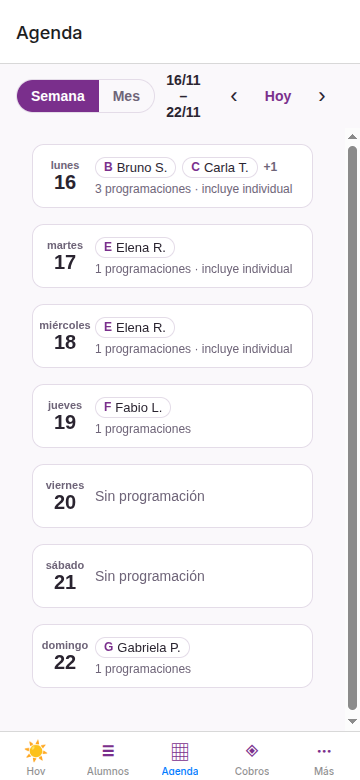 Agenda
Semana Mes 16/11 – 22/11 ‹ Hoy ›
lunes
16
B Bruno S. C Carla T. +1
3 programaciones · incluye individual
martes
17
E Elena R.
1 programaciones · incluye individual
miércoles
18
E Elena R.
1 programaciones · incluye individual
jueves
19
F Fabio L.
1 programaciones
viernes
20
Sin programación
sábado
21
Sin programación
domingo
22
G Gabriela P.
1 programaciones
Hoy Alumnos Agenda Cobros Más